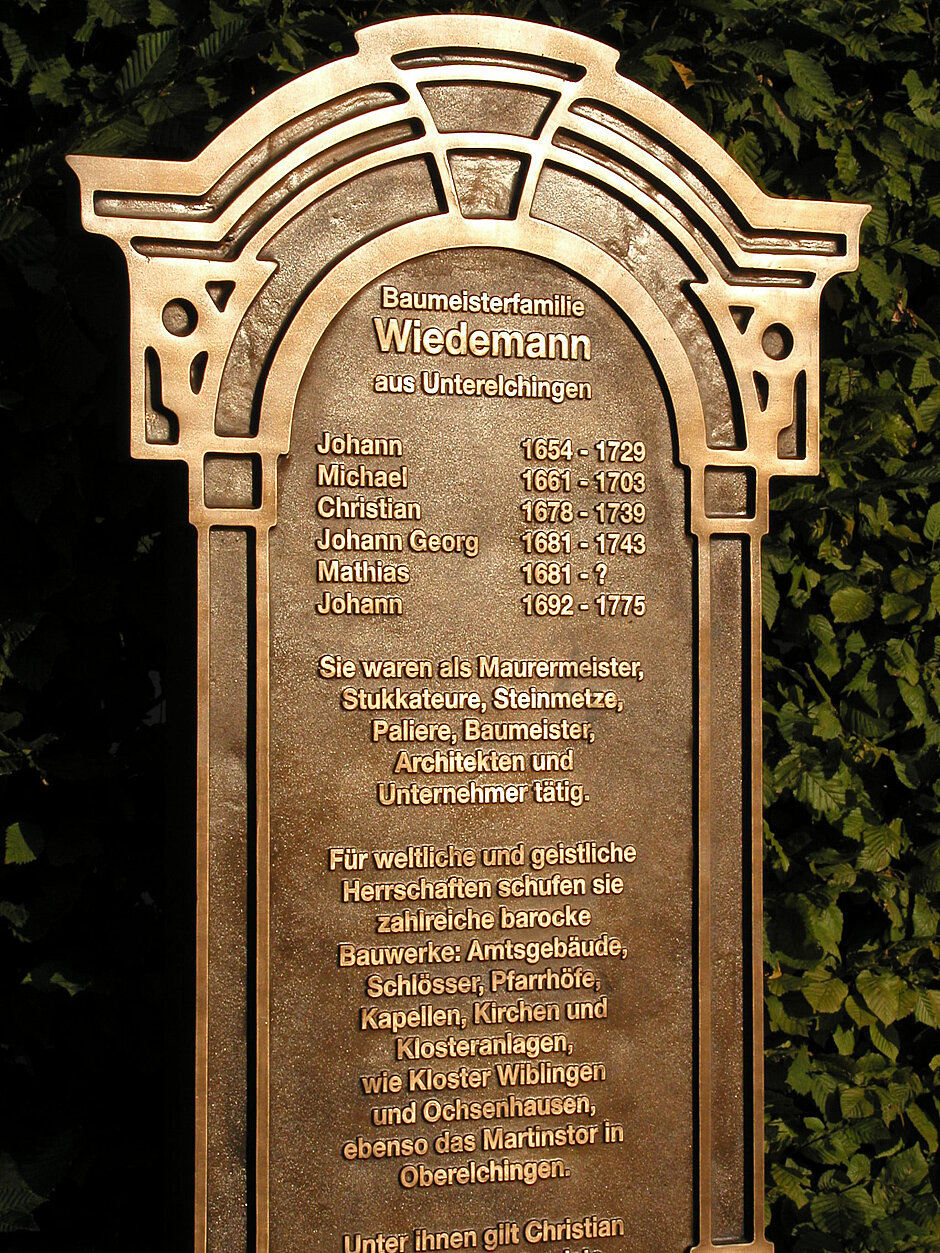 Baumeisterfamilie
Wiedemann
aus Unterelchingen
Johann 1654 - 1729
Michael 1661 - 1703
Christian 1678 - 1739
Johann Georg 1681 - 1743
Mathias 1681 - ?
Johann 1692 - 1775
Sie waren als Maurermeister,
Stukkateure, Steinmetze,
Paliere, Baumeister,
Architekten und
Unternehmer tätig.
Für weltliche und geistliche
Herrschaften schufen sie
zahlreiche barocke
Bauwerke: Amtsgebäude,
Schlösser, Pfarrhöfe,
Kapellen, Kirchen und
Klosteranlagen,
wie Kloster Wiblingen
und Ochsenhausen,
ebenso das Martinstor in
Oberelchingen.
Unter ihnen gilt Christian